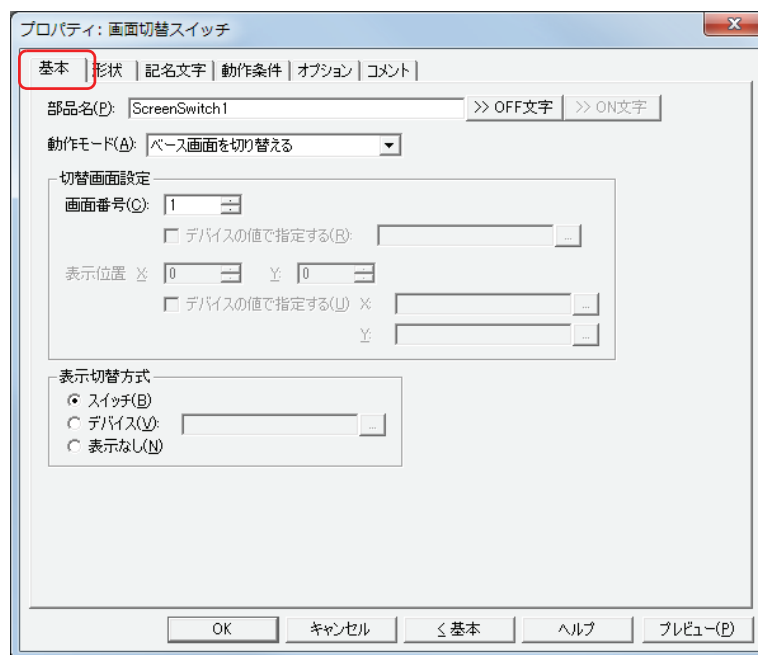 プロパティ: 画面切替スイッチ
基本 形状 記名文字 動作条件 オプション コメント
部品名(P): ScreenSwitch1 >> OFF文字 >> ON文字
動作モード(A): ベース画面を切り替える
切替画面設定
画面番号(C): 1
デバイスの値で指定する(R): ...
表示位置 X: 0 Y: 0
デバイスの値で指定する(U) X: ...
Y: ...
表示切替方式
スイッチ(B)
デバイス(V): ...
表示なし(N)
OK キャンセル < 基本 ヘルプ プレビュー(P)